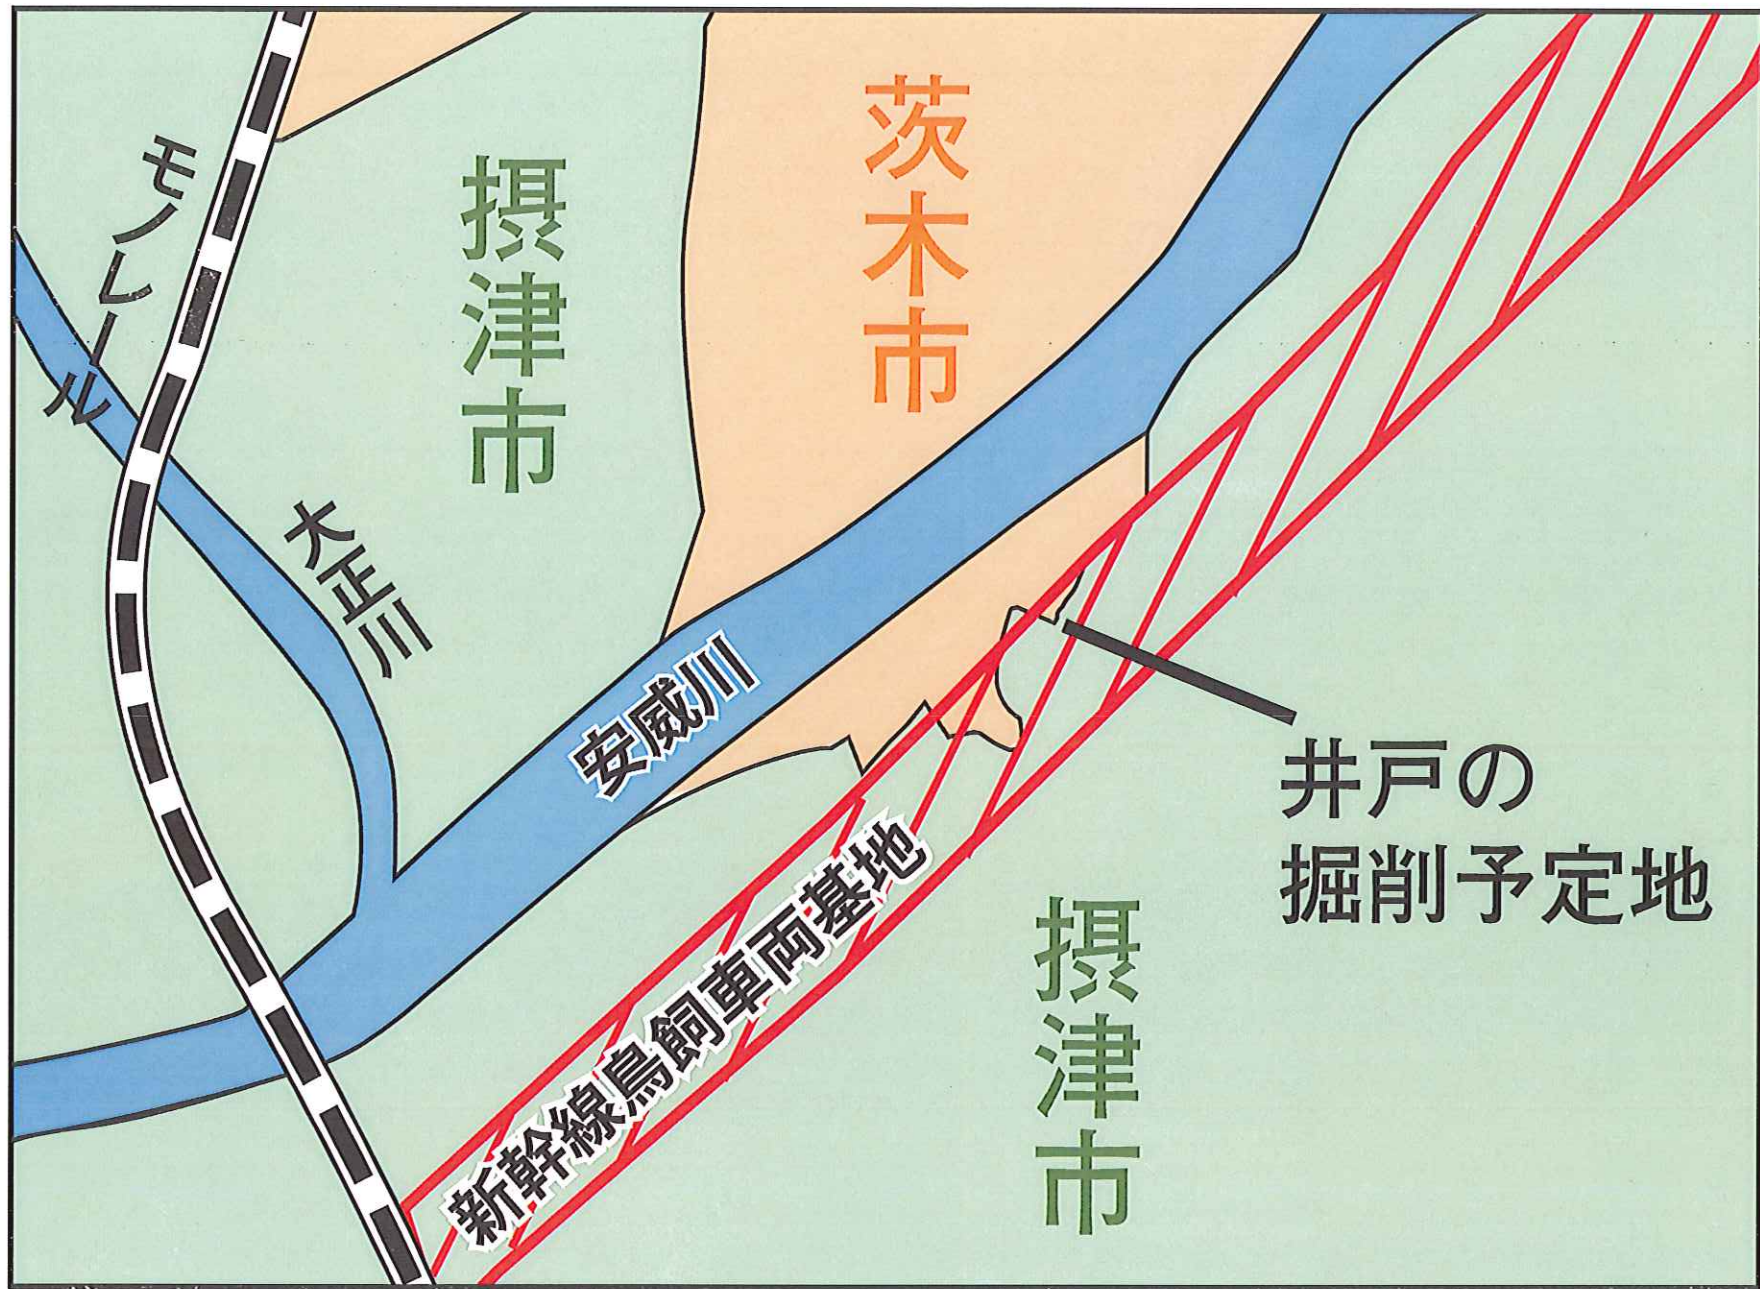 モノレール
摂津市
茨木市
大正川
安威川
井戸の
掘削予定地
新幹線鳥飼車両基地
摂津市